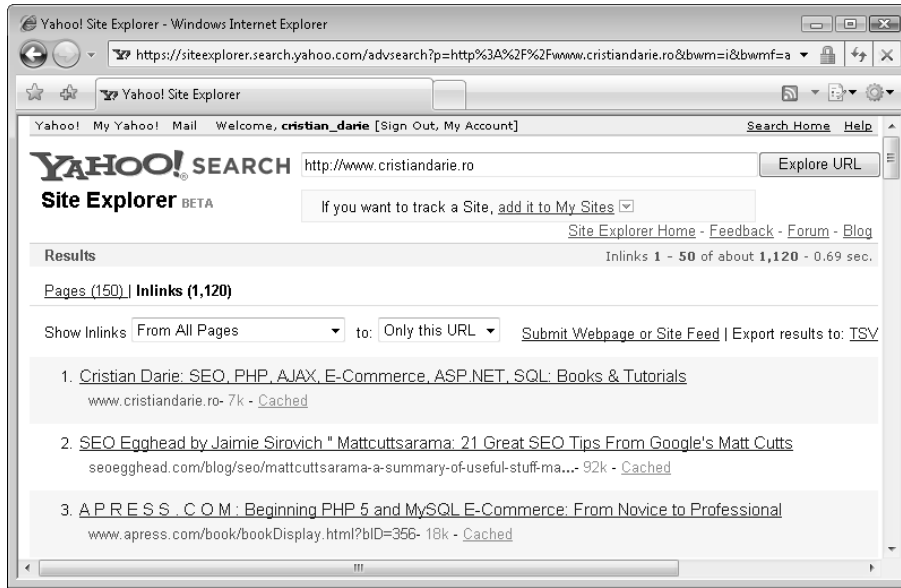 Yahoo! Site Explorer - Windows Internet Explorer
https://siteexplorer.search.yahoo.com/advsearch?p=http%3A%2F%2Fwww.cristiandarie.ro&bwm=i&bwmf=a
Yahoo! Site Explorer
Yahoo! My Yahoo! Mail Welcome, cristian_darie [Sign Out, My Account] Search Home Help
YAHOO! SEARCH http://www.cristiandarie.ro Explore URL
Site Explorer BETA If you want to track a Site, add it to My Sites
Site Explorer Home - Feedback - Forum - Blog
Results Inlinks 1 - 50 of about 1,120 - 0.69 sec.
Pages (150) | Inlinks (1,120)
Show Inlinks From All Pages to: Only this URL Submit Webpage or Site Feed | Export results to: TSV
1. Cristian Darie: SEO, PHP, AJAX, E-Commerce, ASP.NET, SQL: Books & Tutorials
www.cristiandarie.ro- 7k - Cached
2. SEO Egghead by Jaimie Sirovich " Mattcuttsarama: 21 Great SEO Tips From Google's Matt Cutts
seoegghead.com/blog/seo/mattcuttsarama-a-summary-of-useful-stuff-ma...- 92k - Cached
3. A P R E S S . C O M : Beginning PHP 5 and MySQL E-Commerce: From Novice to Professional
www.apress.com/book/bookDisplay.html?bID=356- 18k - Cached